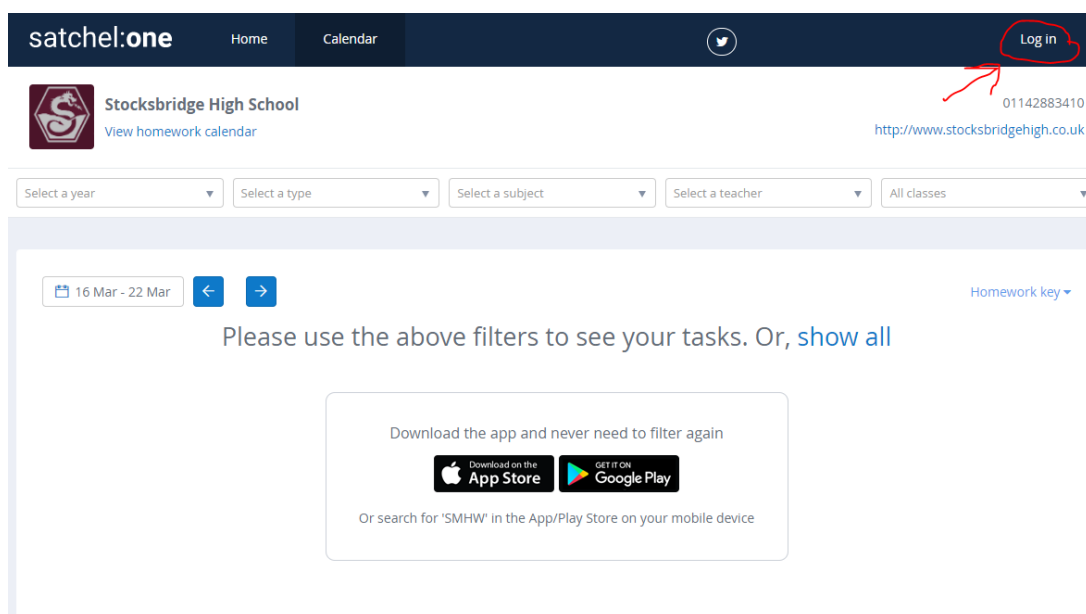 satchel:one Home Calendar Log in
Stocksbridge High School
01142883410
View homework calendar
http://www.stocksbridgehigh.co.uk
Select a year Select a type Select a subject Select a teacher All classes
16 Mar - 22 Mar
Homework key
Please use the above filters to see your tasks. Or, show all
Download the app and never need to filter again
Download on the App Store
GET IT ON Google Play
Or search for 'SMHW' in the App/Play Store on your mobile device